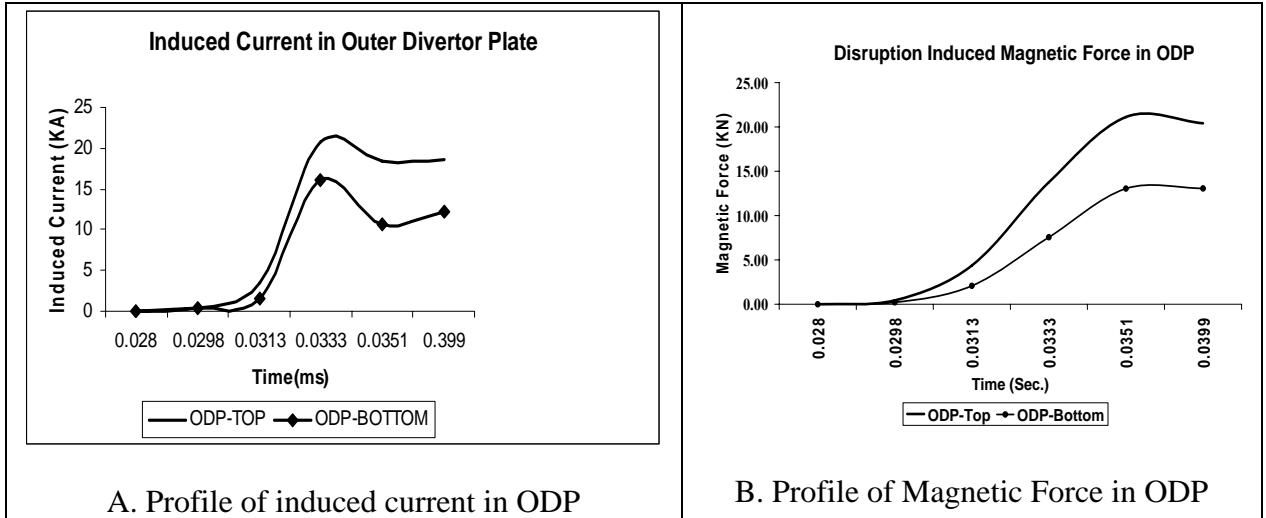 Induced Current in Outer Divertor Plate
Induced Current (KA)
25
20
15
10
5
0
0.028 0.0298 0.0313 0.0333 0.0351 0.399
Time(ms)
ODP-TOP ODP-BOTTOM
A. Profile of induced current in ODP
Disruption Induced Magnetic Force in ODP
Magnetic Force (KN)
25.00
20.00
15.00
10.00
5.00
0.00
0.028 0.0298 0.0313 0.0333 0.0351 0.0399
Time (Sec.)
ODP-Top ODP-Bottom
B. Profile of Magnetic Force in ODP